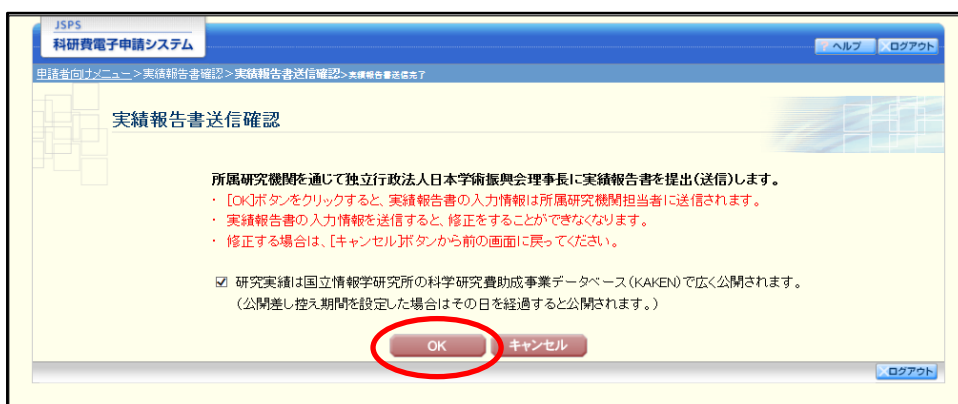 JSPS
科研費電子申請システム
? ヘルプ ログアウト
申請者向けメニュー>実績報告書確認>実績報告書送信確認>実績報告書送信完了
実績報告書送信確認
所属研究機関を通じて独立行政法人日本学術振興会理事長に実績報告書を提出(送信)します。
・ [OK]ボタンをクリックすると、実績報告書の入力情報は所属研究機関担当者に送信されます。
・ 実績報告書の入力情報を送信すると、修正をすることができなくなります。
・ 修正する場合は、[キャンセル]ボタンから前の画面に戻ってください。
研究実績は国立情報学研究所の科学研究費助成事業データベース(KAKEN)で広く公開されます。
(公開差し控え期間を設定した場合はその日を経過すると公開されます。)
OK キャンセル
ログアウト